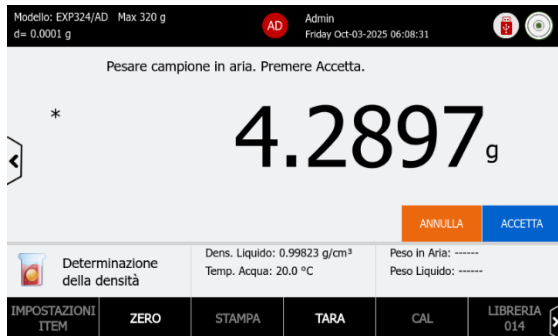 Modello: EXP324/AD Max 320 g
d= 0.0001 g
AD
Admin
Friday Oct-03-2025 06:08:31
Pesare campione in aria. Premere Accetta.
*
4.2897 g
ANNULLA
ACCETTA
Determinazione
della densità
Dens. Liquido: 0.99823 g/cm³
Temp. Acqua: 20.0 °C
Peso in Aria: ------
Peso Liquido: ------
IMPOSTAZIONI
ITEM
ZERO
STAMPA
TARA
CAL
LIBRERIA
014